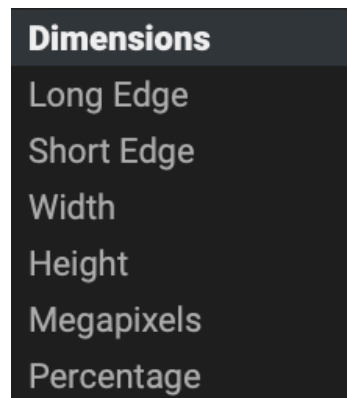 Dimensions
Long Edge
Short Edge
Width
Height
Megapixels
Percentage